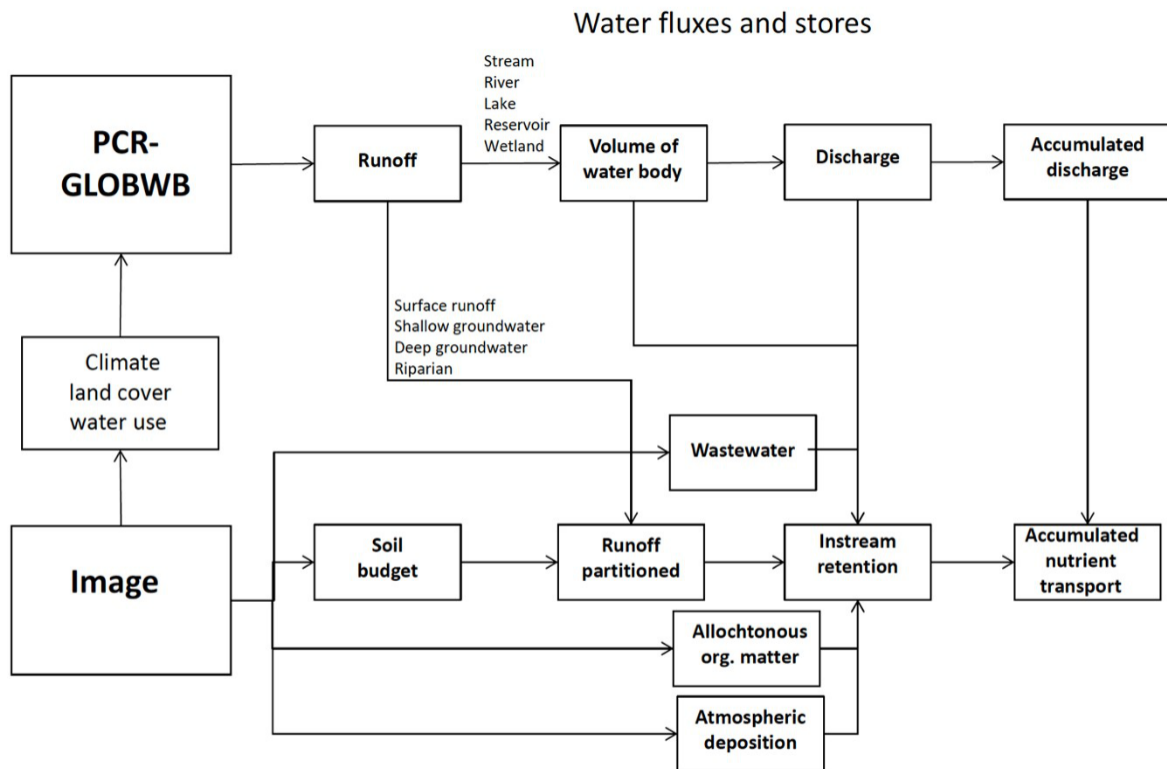 Water fluxes and stores
Stream
River
Lake
Reservoir
Wetland
PCR-
GLOBWB
Runoff
Volume of
water body
Discharge
Accumulated
discharge
Surface runoff
Shallow groundwater
Deep groundwater
Riparian
Climate
land cover
water use
Wastewater
Image
Soil
budget
Runoff
partitioned
Instream
retention
Accumulated
nutrient
transport
Allochtonous
org. matter
Atmospheric
deposition